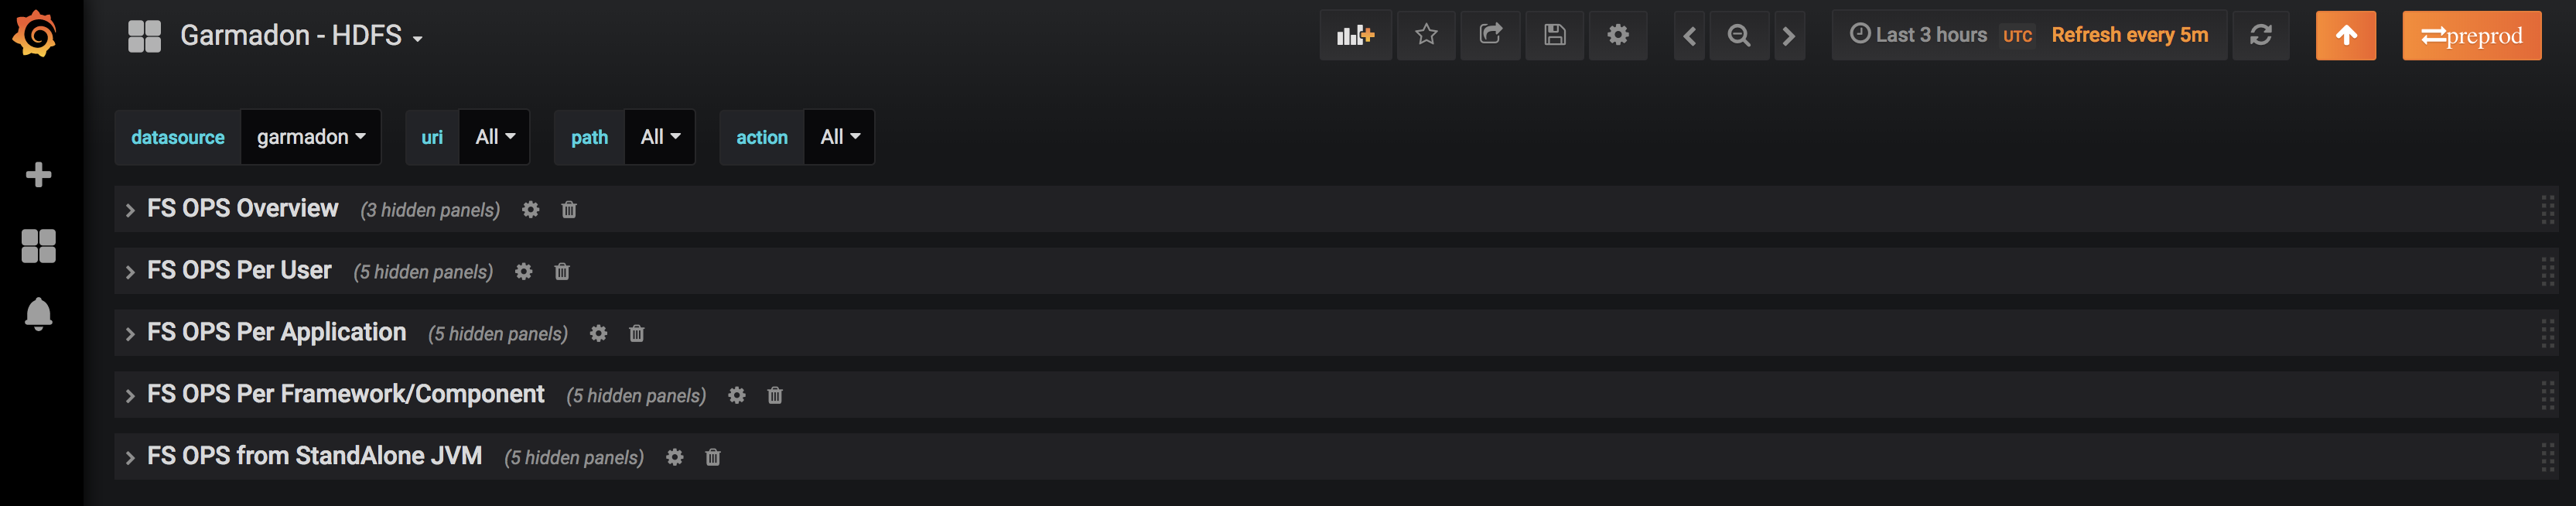 Garmadon - HDFS
Last 3 hours UTC Refresh every 5m
preprod
datasource garmadon uri All path All action All
FS OPS Overview (3 hidden panels)
FS OPS Per User (5 hidden panels)
FS OPS Per Application (5 hidden panels)
FS OPS Per Framework/Component (5 hidden panels)
FS OPS from StandAlone JVM (5 hidden panels)